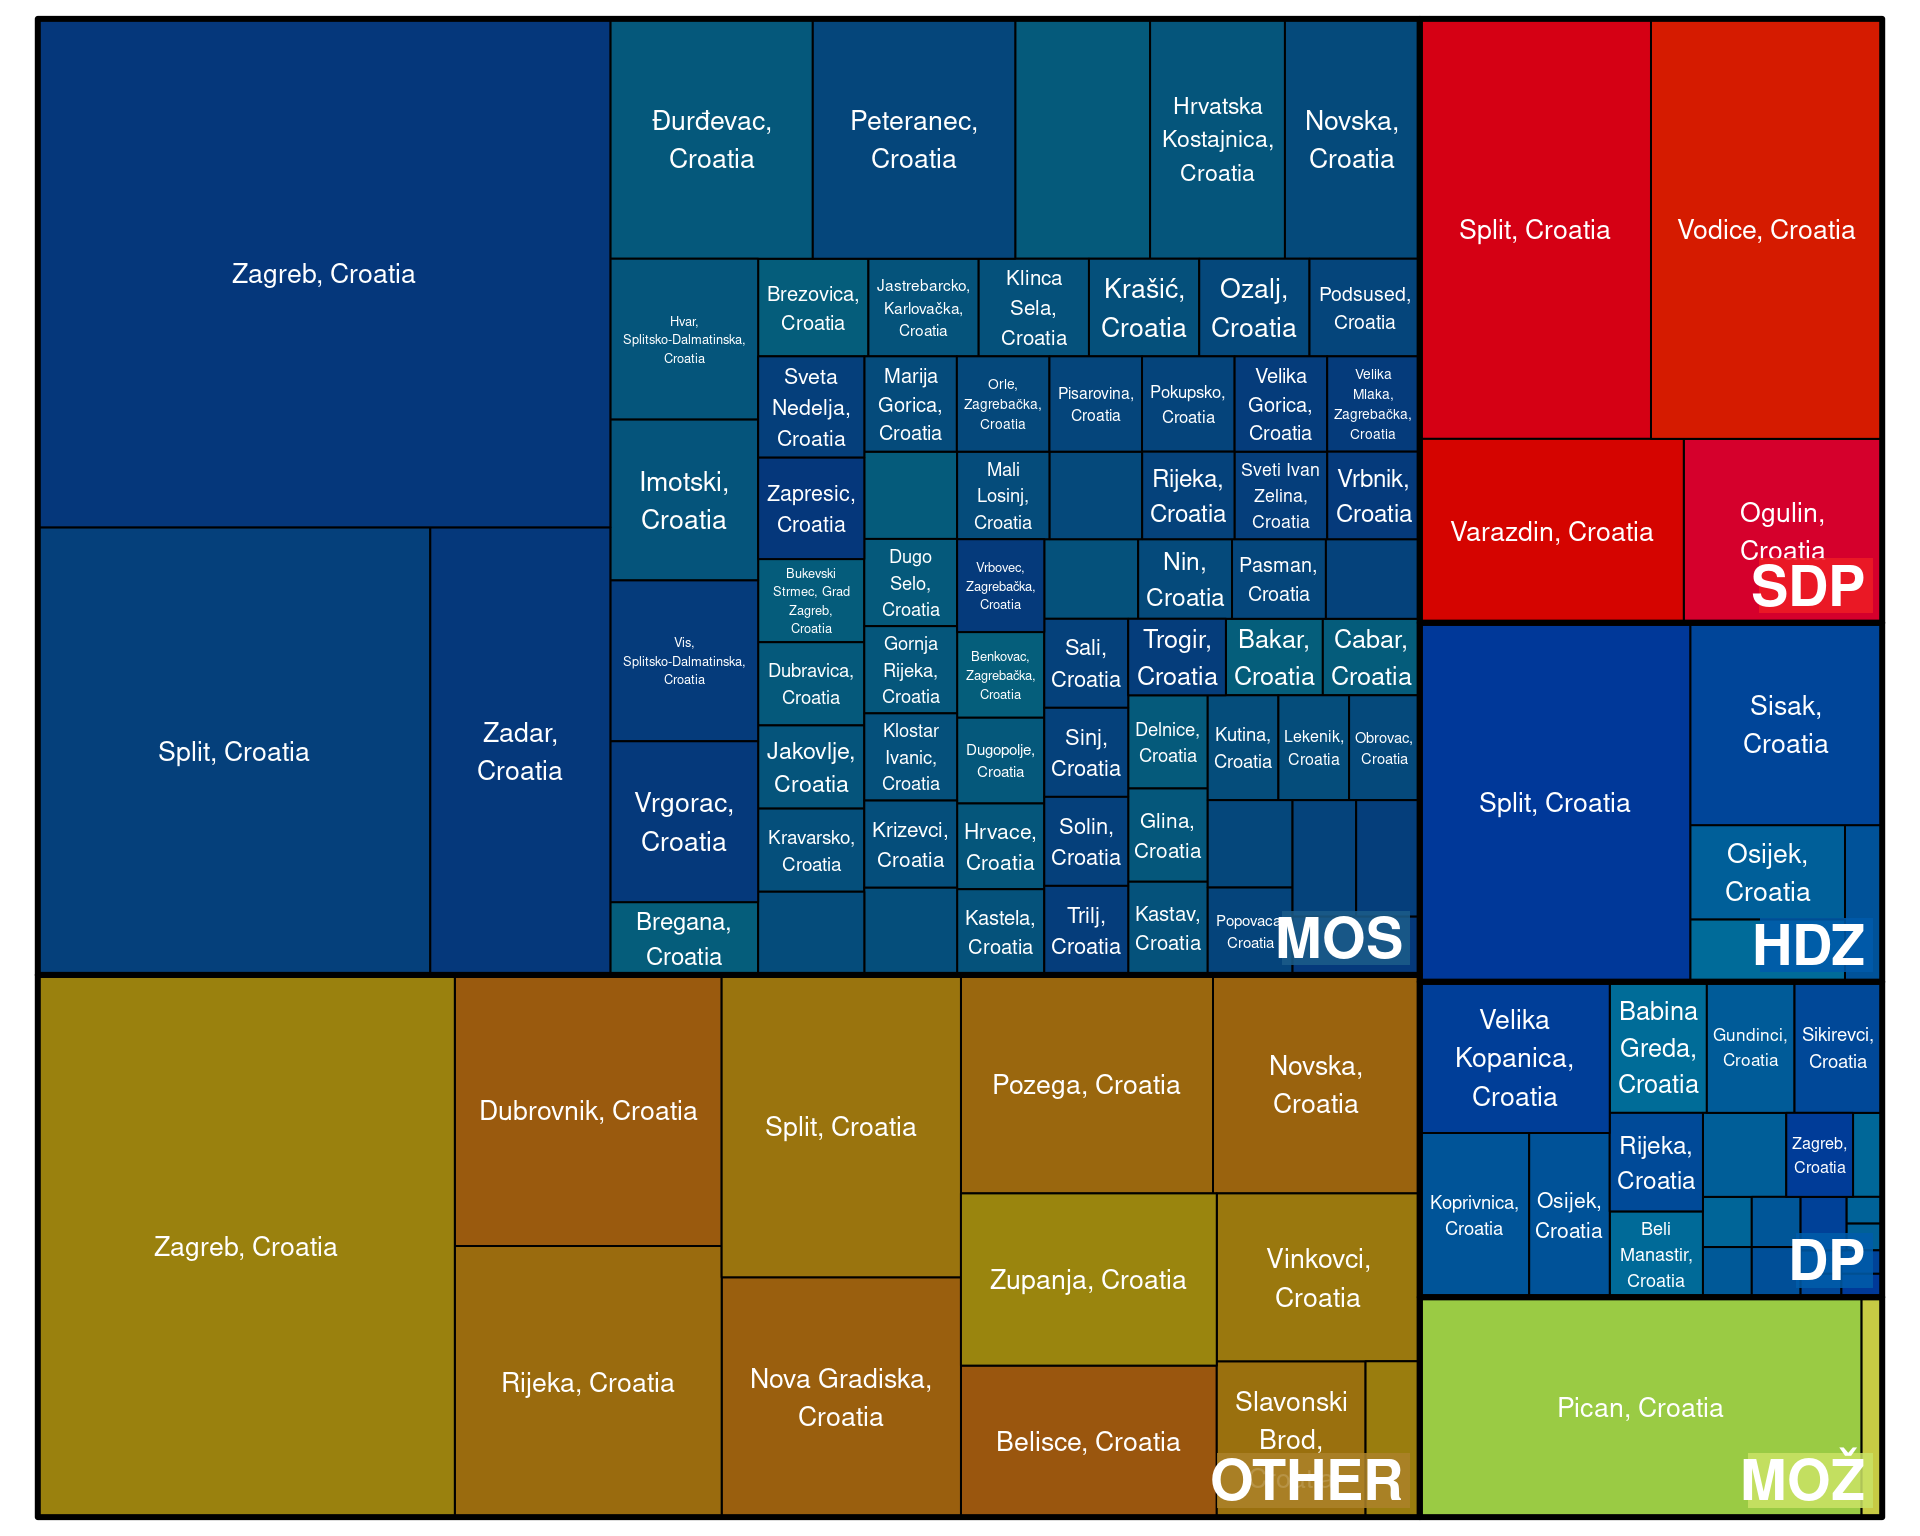 Zagreb, Croatia
Split, Croatia
Zadar,
Croatia
Đurđevac,
Croatia
Peteranec,
Croatia
Hrvatska
Kostajnica,
Croatia
Novska,
Croatia
Hvar,
Splitsko-Dalmatinska,
Croatia
Imotski,
Croatia
Vis,
Splitsko-Dalmatinska,
Croatia
Vrgorac,
Croatia
Bregana,
Croatia
Brezovica,
Croatia
Jastrebarcko,
Karlovačka,
Croatia
Klinca
Sela,
Croatia
Krašić,
Croatia
Ozalj,
Croatia
Podsused,
Croatia
Sveta
Nedelja,
Croatia
Zapresic,
Croatia
Bukevski
Strmec, Grad
Zagreb,
Croatia
Dubravica,
Croatia
Jakovlje,
Croatia
Kravarsko,
Croatia
Marija
Gorica,
Croatia
Orle,
Zagrebačka,
Croatia
Pisarovina,
Croatia
Pokupsko,
Croatia
Velika
Gorica,
Croatia
Velika
Mlaka,
Zagrebačka,
Croatia
Mali
Losinj,
Croatia
Rijeka,
Croatia
Sveti Ivan
Zelina,
Croatia
Vrbnik,
Croatia
Dugo
Selo,
Croatia
Gornja
Rijeka,
Croatia
Klostar
Ivanic,
Croatia
Krizevci,
Croatia
Vrbovec,
Zagrebačka,
Croatia
Benkovac,
Zagrebačka,
Croatia
Dugopolje,
Croatia
Hrvace,
Croatia
Kastela,
Croatia
Nin,
Croatia
Pasman,
Croatia
Sali,
Croatia
Sinj,
Croatia
Solin,
Croatia
Trilj,
Croatia
Trogir,
Croatia
Bakar,
Croatia
Cabar,
Croatia
Delnice,
Croatia
Glina,
Croatia
Kastav,
Croatia
Kutina,
Croatia
Lekenik,
Croatia
Obrovac,
Croatia
Popovaca,
Croatia
MOS
Zagreb, Croatia
Dubrovnik, Croatia
Rijeka, Croatia
Split, Croatia
Nova Gradiska,
Croatia
Pozega, Croatia
Novska,
Croatia
Zupanja, Croatia
Vinkovci,
Croatia
Belisce, Croatia
Slavonski
Brod,
Croatia
OTHER
Split, Croatia
Vodice, Croatia
Varazdin, Croatia
Ogulin,
Croatia
SDP
Split, Croatia
Sisak,
Croatia
Osijek,
Croatia
HDZ
Velika
Kopanica,
Croatia
Koprivnica,
Croatia
Osijek,
Croatia
Babina
Greda,
Croatia
Gundinci,
Croatia
Sikirevci,
Croatia
Rijeka,
Croatia
Zagreb,
Croatia
Beli
Manastir,
Croatia
DP
Pican, Croatia
MOŽ